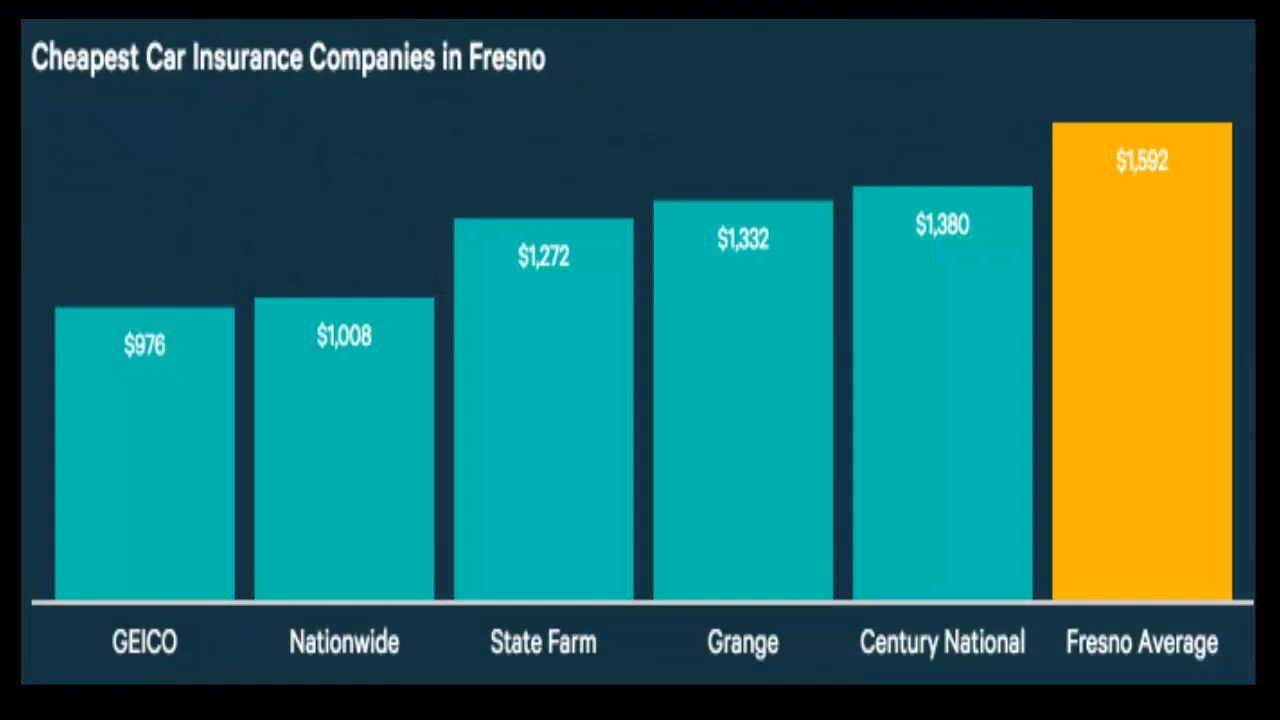 Cheapest Car Insurance Companies in Fresno
$976
$1,008
$1,272
$1,332
$1,380
$1,592
GEICO
Nationwide
State Farm
Grange
Century National
Fresno Average